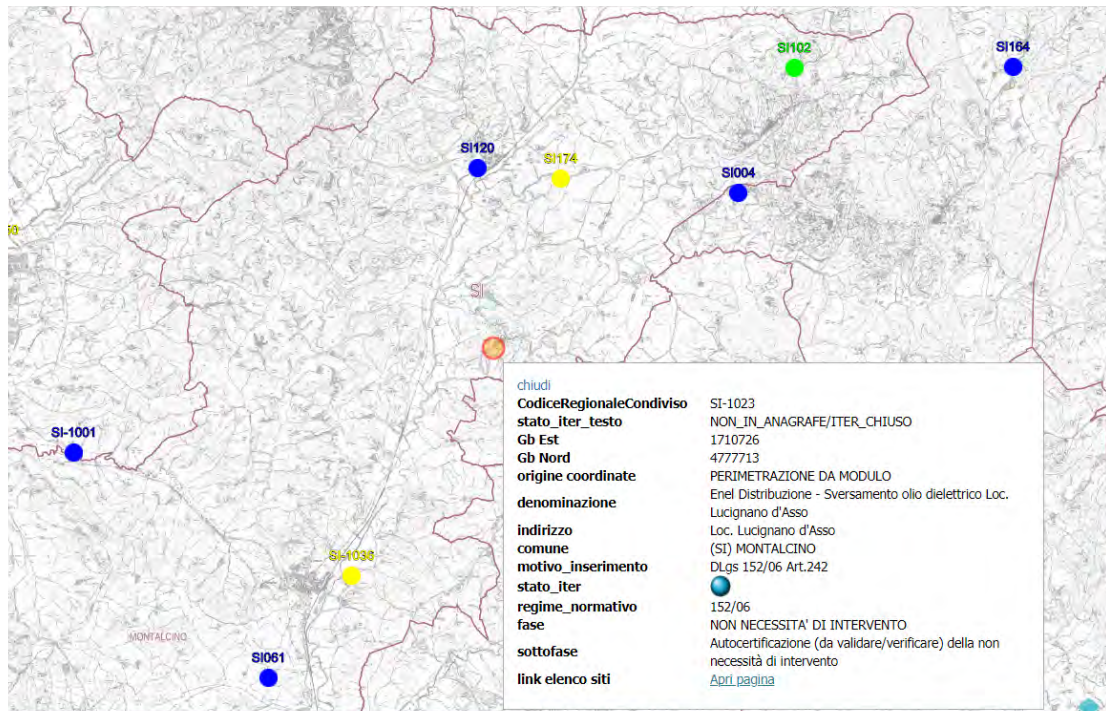 SI102
SI164
SI120
SI174
SI004
SI
SI-1001
SI-1036
MONTALCINO
SI061
chiudi
CodiceRegionaleCondiviso SI-1023
stato_iter_testo NON_IN_ANAGRAFE/ITER_CHIUSO
Gb Est 1710726
Gb Nord 4777713
origine coordinate PERIMETRAZIONE DA MODULO
denominazione Enel Distribuzione - Sversamento olio dielettrico Loc.
Lucignano d'Asso
indirizzo Loc. Lucignano d'Asso
comune (SI) MONTALCINO
motivo_inserimento DLgs 152/06 Art.242
stato_iter
regime_normativo 152/06
fase NON NECESSITA' DI INTERVENTO
sottofase Autocertificazione (da validare/verificare) della non
necessità di intervento
link elenco siti Apri pagina